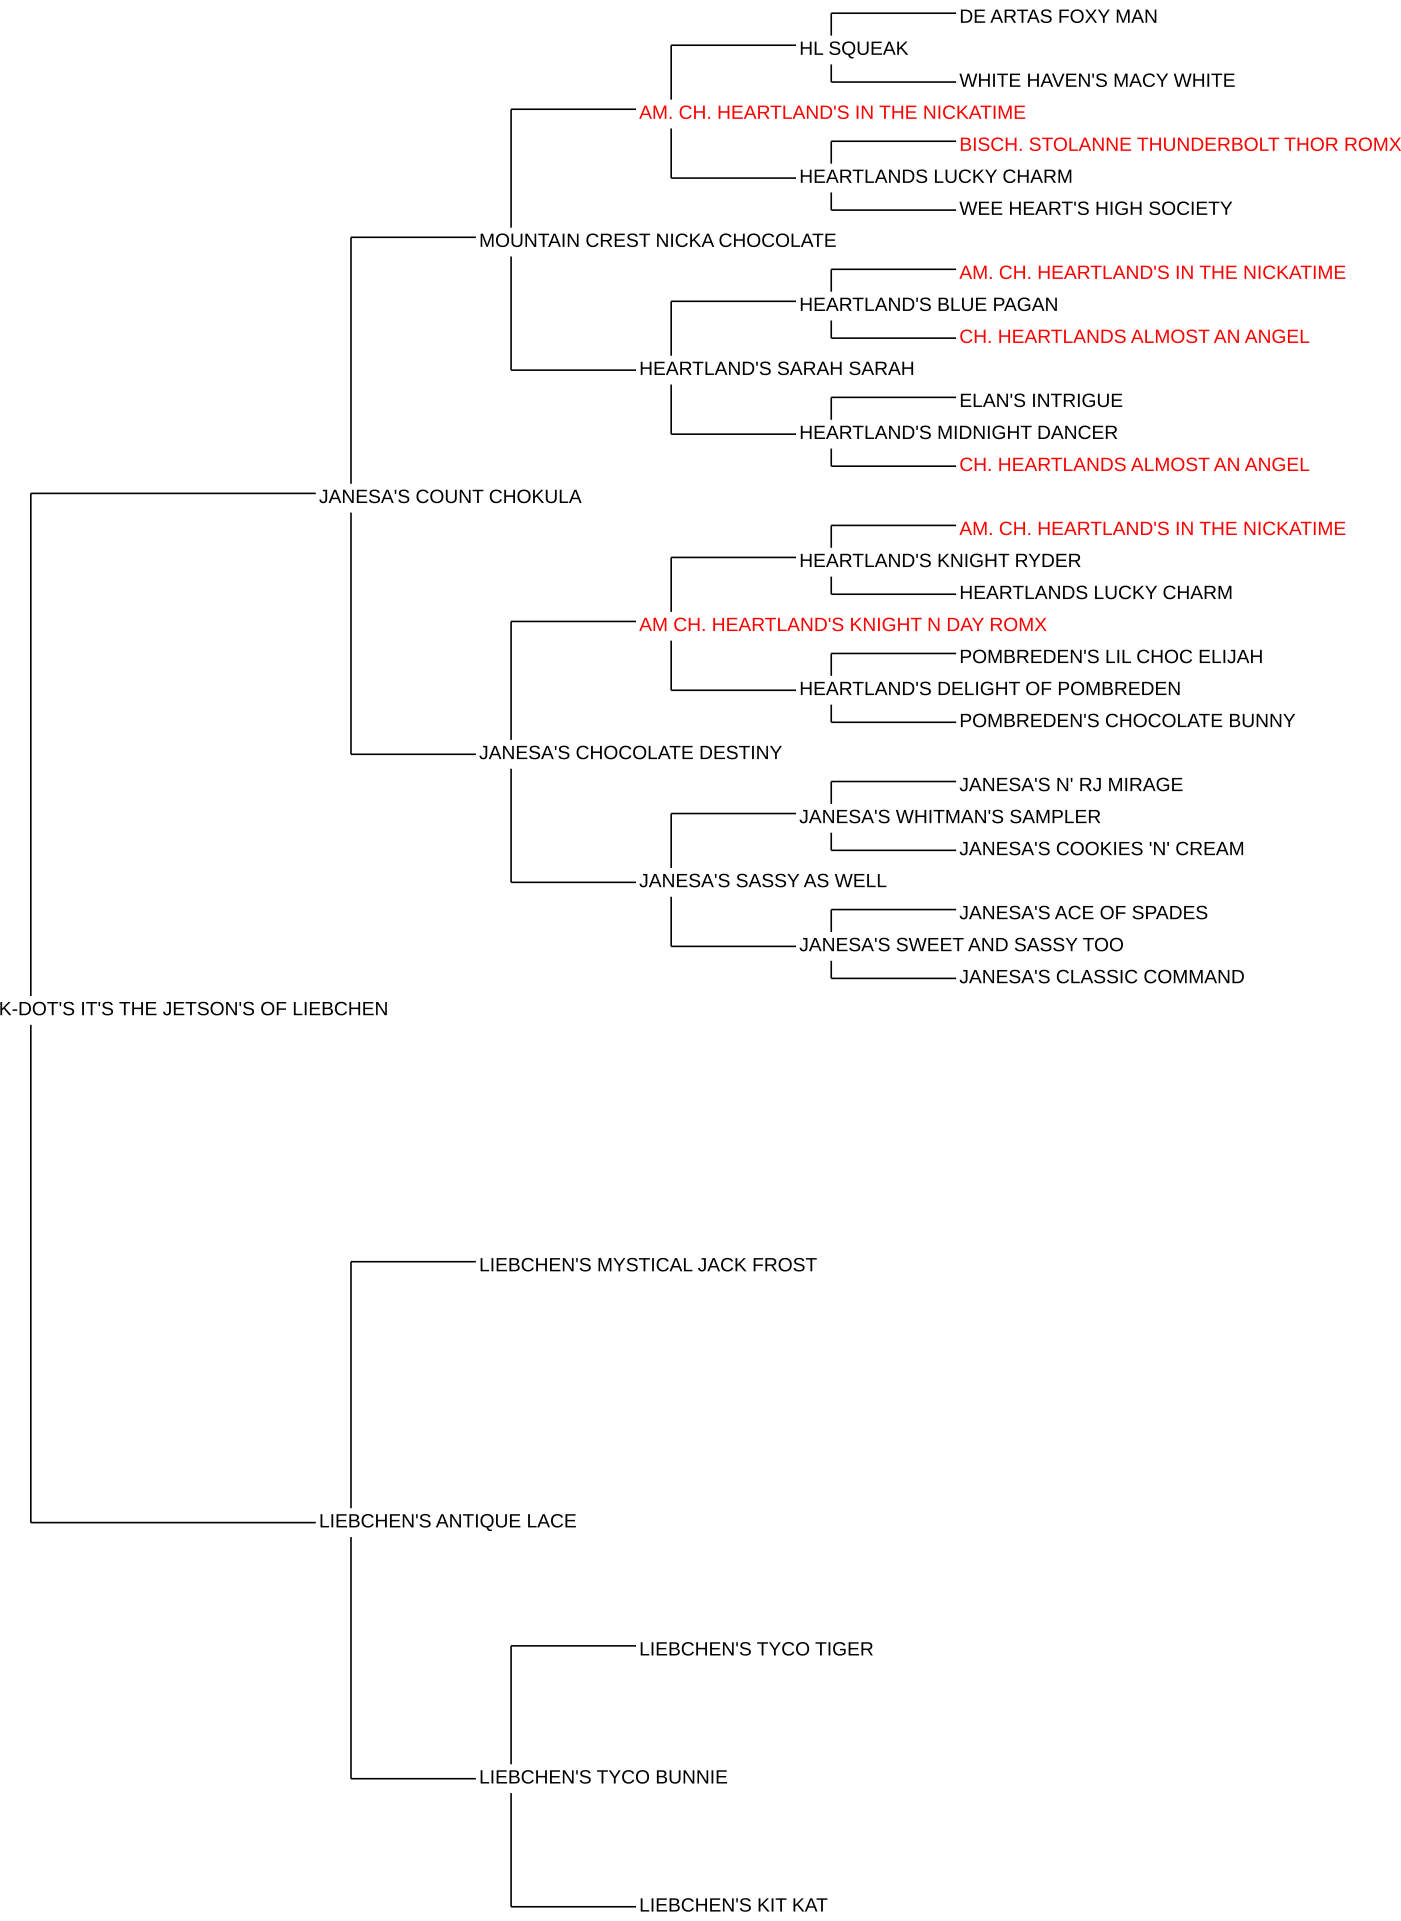 DE ARTAS FOXY MAN
HL SQUEAK
WHITE HAVEN'S MACY WHITE
AM. CH. HEARTLAND'S IN THE NICKATIME
BISCH. STOLANNE THUNDERBOLT THOR ROMX
HEARTLANDS LUCKY CHARM
WEE HEART'S HIGH SOCIETY
MOUNTAIN CREST NICKA CHOCOLATE
AM. CH. HEARTLAND'S IN THE NICKATIME
HEARTLAND'S BLUE PAGAN
CH. HEARTLANDS ALMOST AN ANGEL
HEARTLAND'S SARAH SARAH
ELAN'S INTRIGUE
HEARTLAND'S MIDNIGHT DANCER
CH. HEARTLANDS ALMOST AN ANGEL
JANESA'S COUNT CHOKULA
AM. CH. HEARTLAND'S IN THE NICKATIME
HEARTLAND'S KNIGHT RYDER
HEARTLANDS LUCKY CHARM
AM CH. HEARTLAND'S KNIGHT N DAY ROMX
POMBREDEN'S LIL CHOC ELIJAH
HEARTLAND'S DELIGHT OF POMBREDEN
POMBREDEN'S CHOCOLATE BUNNY
JANESA'S CHOCOLATE DESTINY
JANESA'S N' RJ MIRAGE
JANESA'S WHITMAN'S SAMPLER
JANESA'S COOKIES 'N' CREAM
JANESA'S SASSY AS WELL
JANESA'S ACE OF SPADES
JANESA'S SWEET AND SASSY TOO
JANESA'S CLASSIC COMMAND
K-DOT'S IT'S THE JETSON'S OF LIEBCHEN
LIEBCHEN'S MYSTICAL JACK FROST
LIEBCHEN'S ANTIQUE LACE
LIEBCHEN'S TYCO TIGER
LIEBCHEN'S TYCO BUNNIE
LIEBCHEN'S KIT KAT